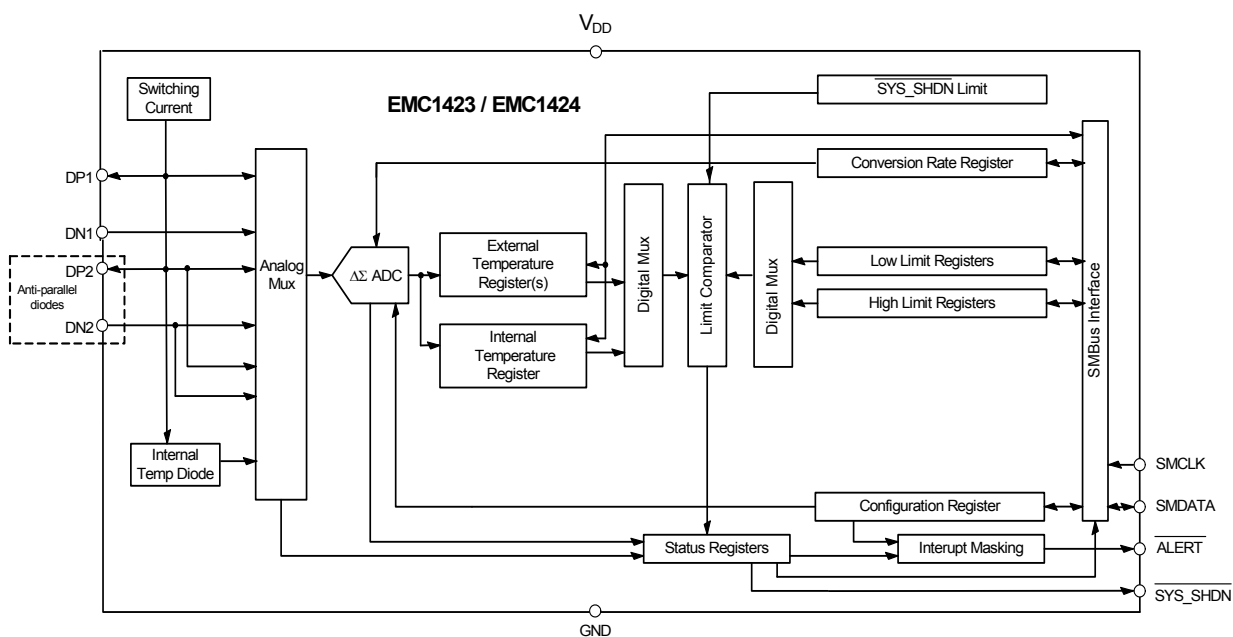 VDD
Switching
Current
EMC1423 / EMC1424
SYS_SHDN Limit
DP1
DN1
DP2
Anti-parallel
diodes
DN2
Analog
Mux
ΔΣ ADC
External
Temperature
Register(s)
Internal
Temperature
Register
Digital Mux
Limit Comparator
Digital Mux
Conversion Rate Register
Low Limit Registers
High Limit Registers
SMBus Interface
Internal
Temp Diode
SMCLK
Configuration Register
SMDATA
Status Registers
Interupt Masking
ALERT
SYS_SHDN
GND